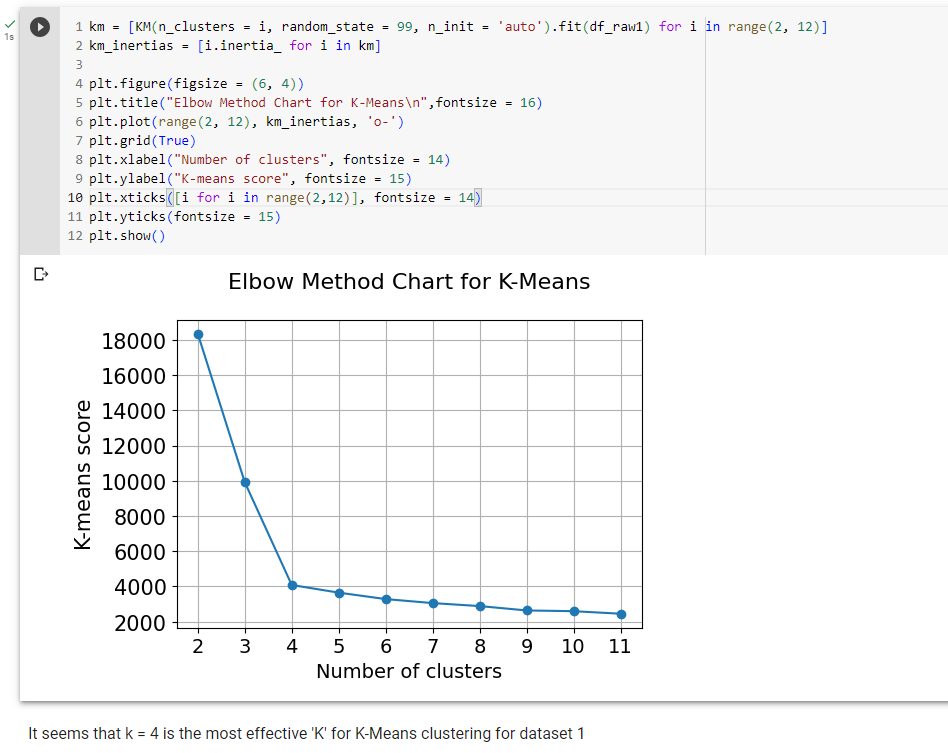 1s
1 km = [KM(n_clusters = i, random_state = 99, n_init = 'auto').fit(df_raw1) for i in range(2, 12)]
2 km_inertias = [i.inertia_ for i in km]
3
4 plt.figure(figsize = (6, 4))
5 plt.title("Elbow Method Chart for K-Means\n",fontsize = 16)
6 plt.plot(range(2, 12), km_inertias, 'o-')
7 plt.grid(True)
8 plt.xlabel("Number of clusters", fontsize = 14)
9 plt.ylabel("K-means score", fontsize = 15)
10 plt.xticks([i for i in range(2,12)], fontsize = 14)
11 plt.yticks(fontsize = 15)
12 plt.show()
Elbow Method Chart for K-Means
K-means score
18000
16000
14000
12000
10000
8000
6000
4000
2000
2 3 4 5 6 7 8 9 10 11
Number of clusters
It seems that k = 4 is the most effective 'K' for K-Means clustering for dataset 1